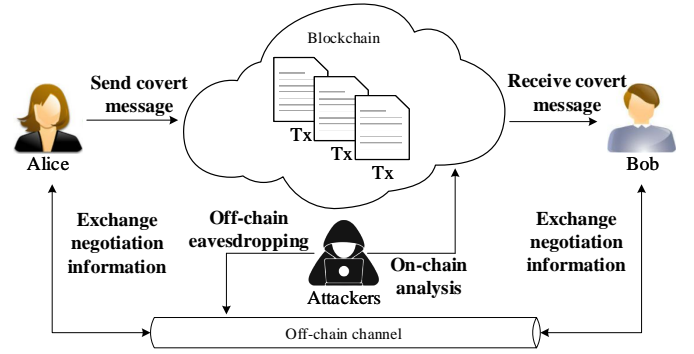 Blockchain
Send covert
message
Receive covert
message
Tx
Tx
Tx
Alice
Bob
Exchange
negotiation
information
Off-chain
eavesdropping
On-chain
analysis
Attackers
Exchange
negotiation
information
Off-chain channel